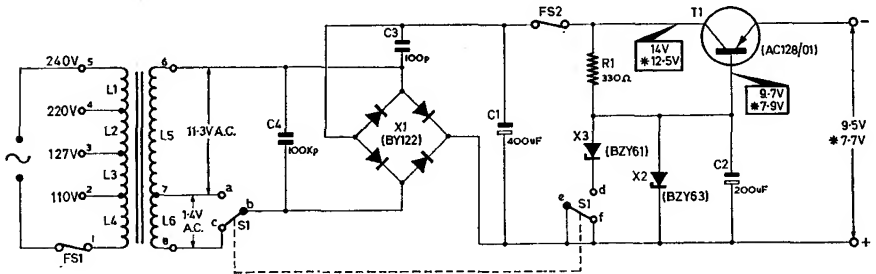 240V 5
220V 4
127V 3
110V 2
1
FS1
L1
L2
L3
L4
6
L5
7
L6
8
11·3V A.C.
1·4V
A.C.
a
b
c
S1
C4
100Kp
C3
100p
X1
(BY122)
C1
400uF
FS2
R1
330Ω
X3
(BZY61)
d
e
S1
f
X2
(BZY63)
C2
200uF
14V
*12·5V
T1
(AC128/01)
9·7V
*7·9V
9·5V
*7·7V
−
+